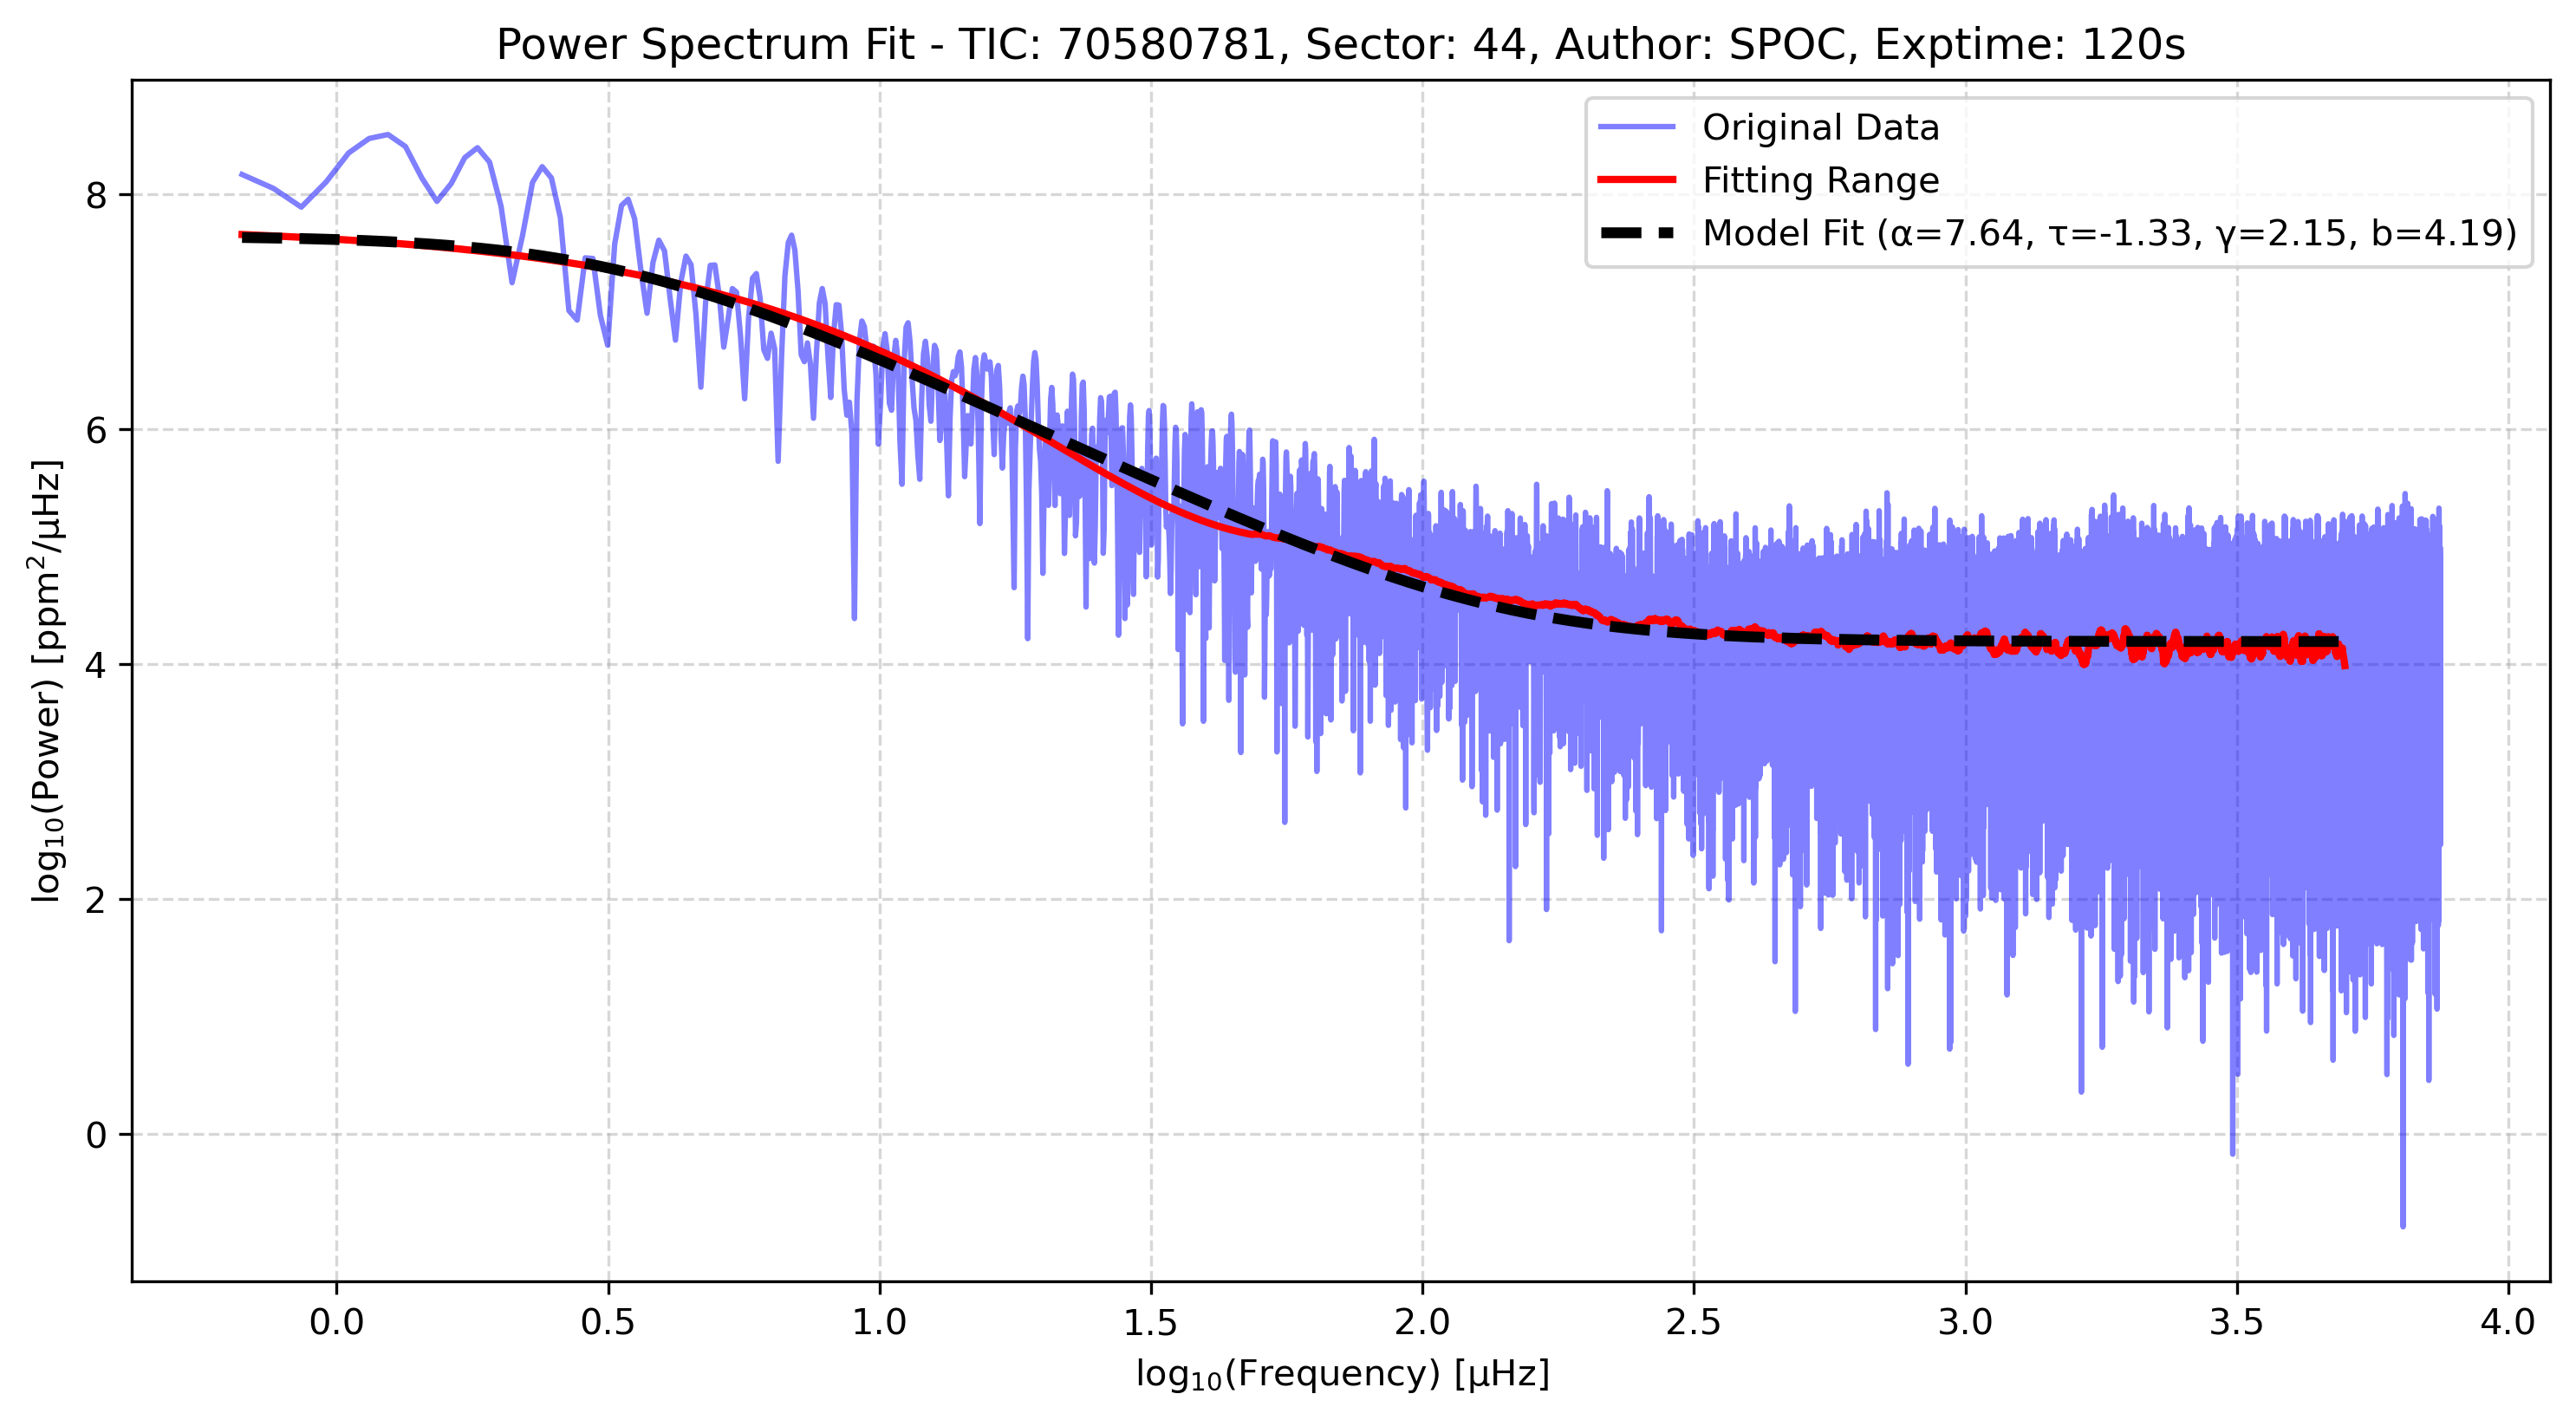 Power Spectrum Fit - TIC: 70580781, Sector: 44, Author: SPOC, Exptime: 120s
Original Data
Fitting Range
Model Fit (α=7.64, τ=-1.33, γ=2.15, b=4.19)
log₁₀(Power) [ppm²/μHz]
8
6
4
2
0
0.0 0.5 1.0 1.5 2.0 2.5 3.0 3.5 4.0
log₁₀(Frequency) [μHz]